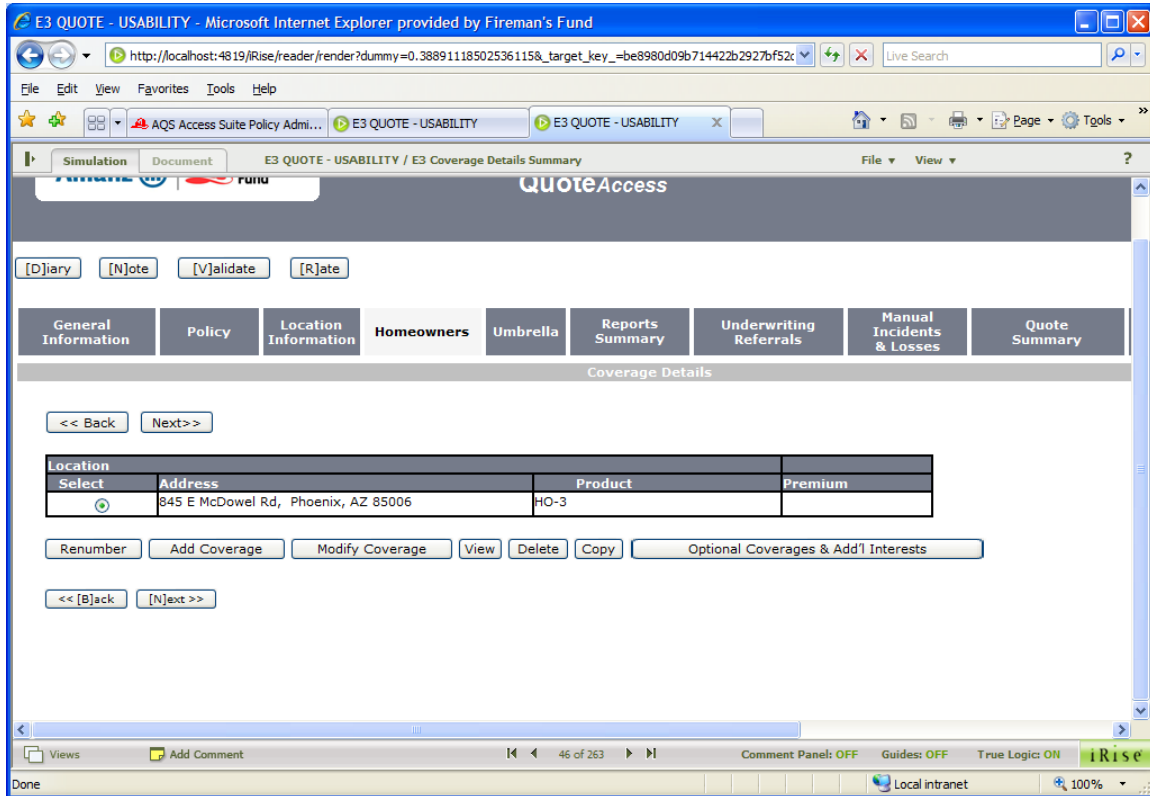 E3 QUOTE - USABILITY - Microsoft Internet Explorer provided by Fireman's Fund
http://localhost:4819/iRise/reader/render?dummy=0.38891118502536115&_target_key_=be8980d09b714422b2927bf52c Live Search
File Edit View Favorites Tools Help
AQS Access Suite Policy Admi... E3 QUOTE - USABILITY E3 QUOTE - USABILITY Page Tools
Simulation Document E3 QUOTE - USABILITY / E3 Coverage Details Summary File View ?
Allianz Fund QuoteAccess
[D]iary [N]ote [V]alidate [R]ate
General Information Policy Location Information Homeowners Umbrella Reports Summary Underwriting Referrals Manual Incidents & Losses Quote Summary
Coverage Details
<< Back Next>>
Location
Select Address Product Premium
845 E McDowel Rd, Phoenix, AZ 85006 HO-3
Renumber Add Coverage Modify Coverage View Delete Copy Optional Coverages & Add'l Interests
<< [B]ack [N]ext >>
Views Add Comment 46 of 263 Comment Panel: OFF Guides: OFF True Logic: ON iRise
Done Local intranet 100%